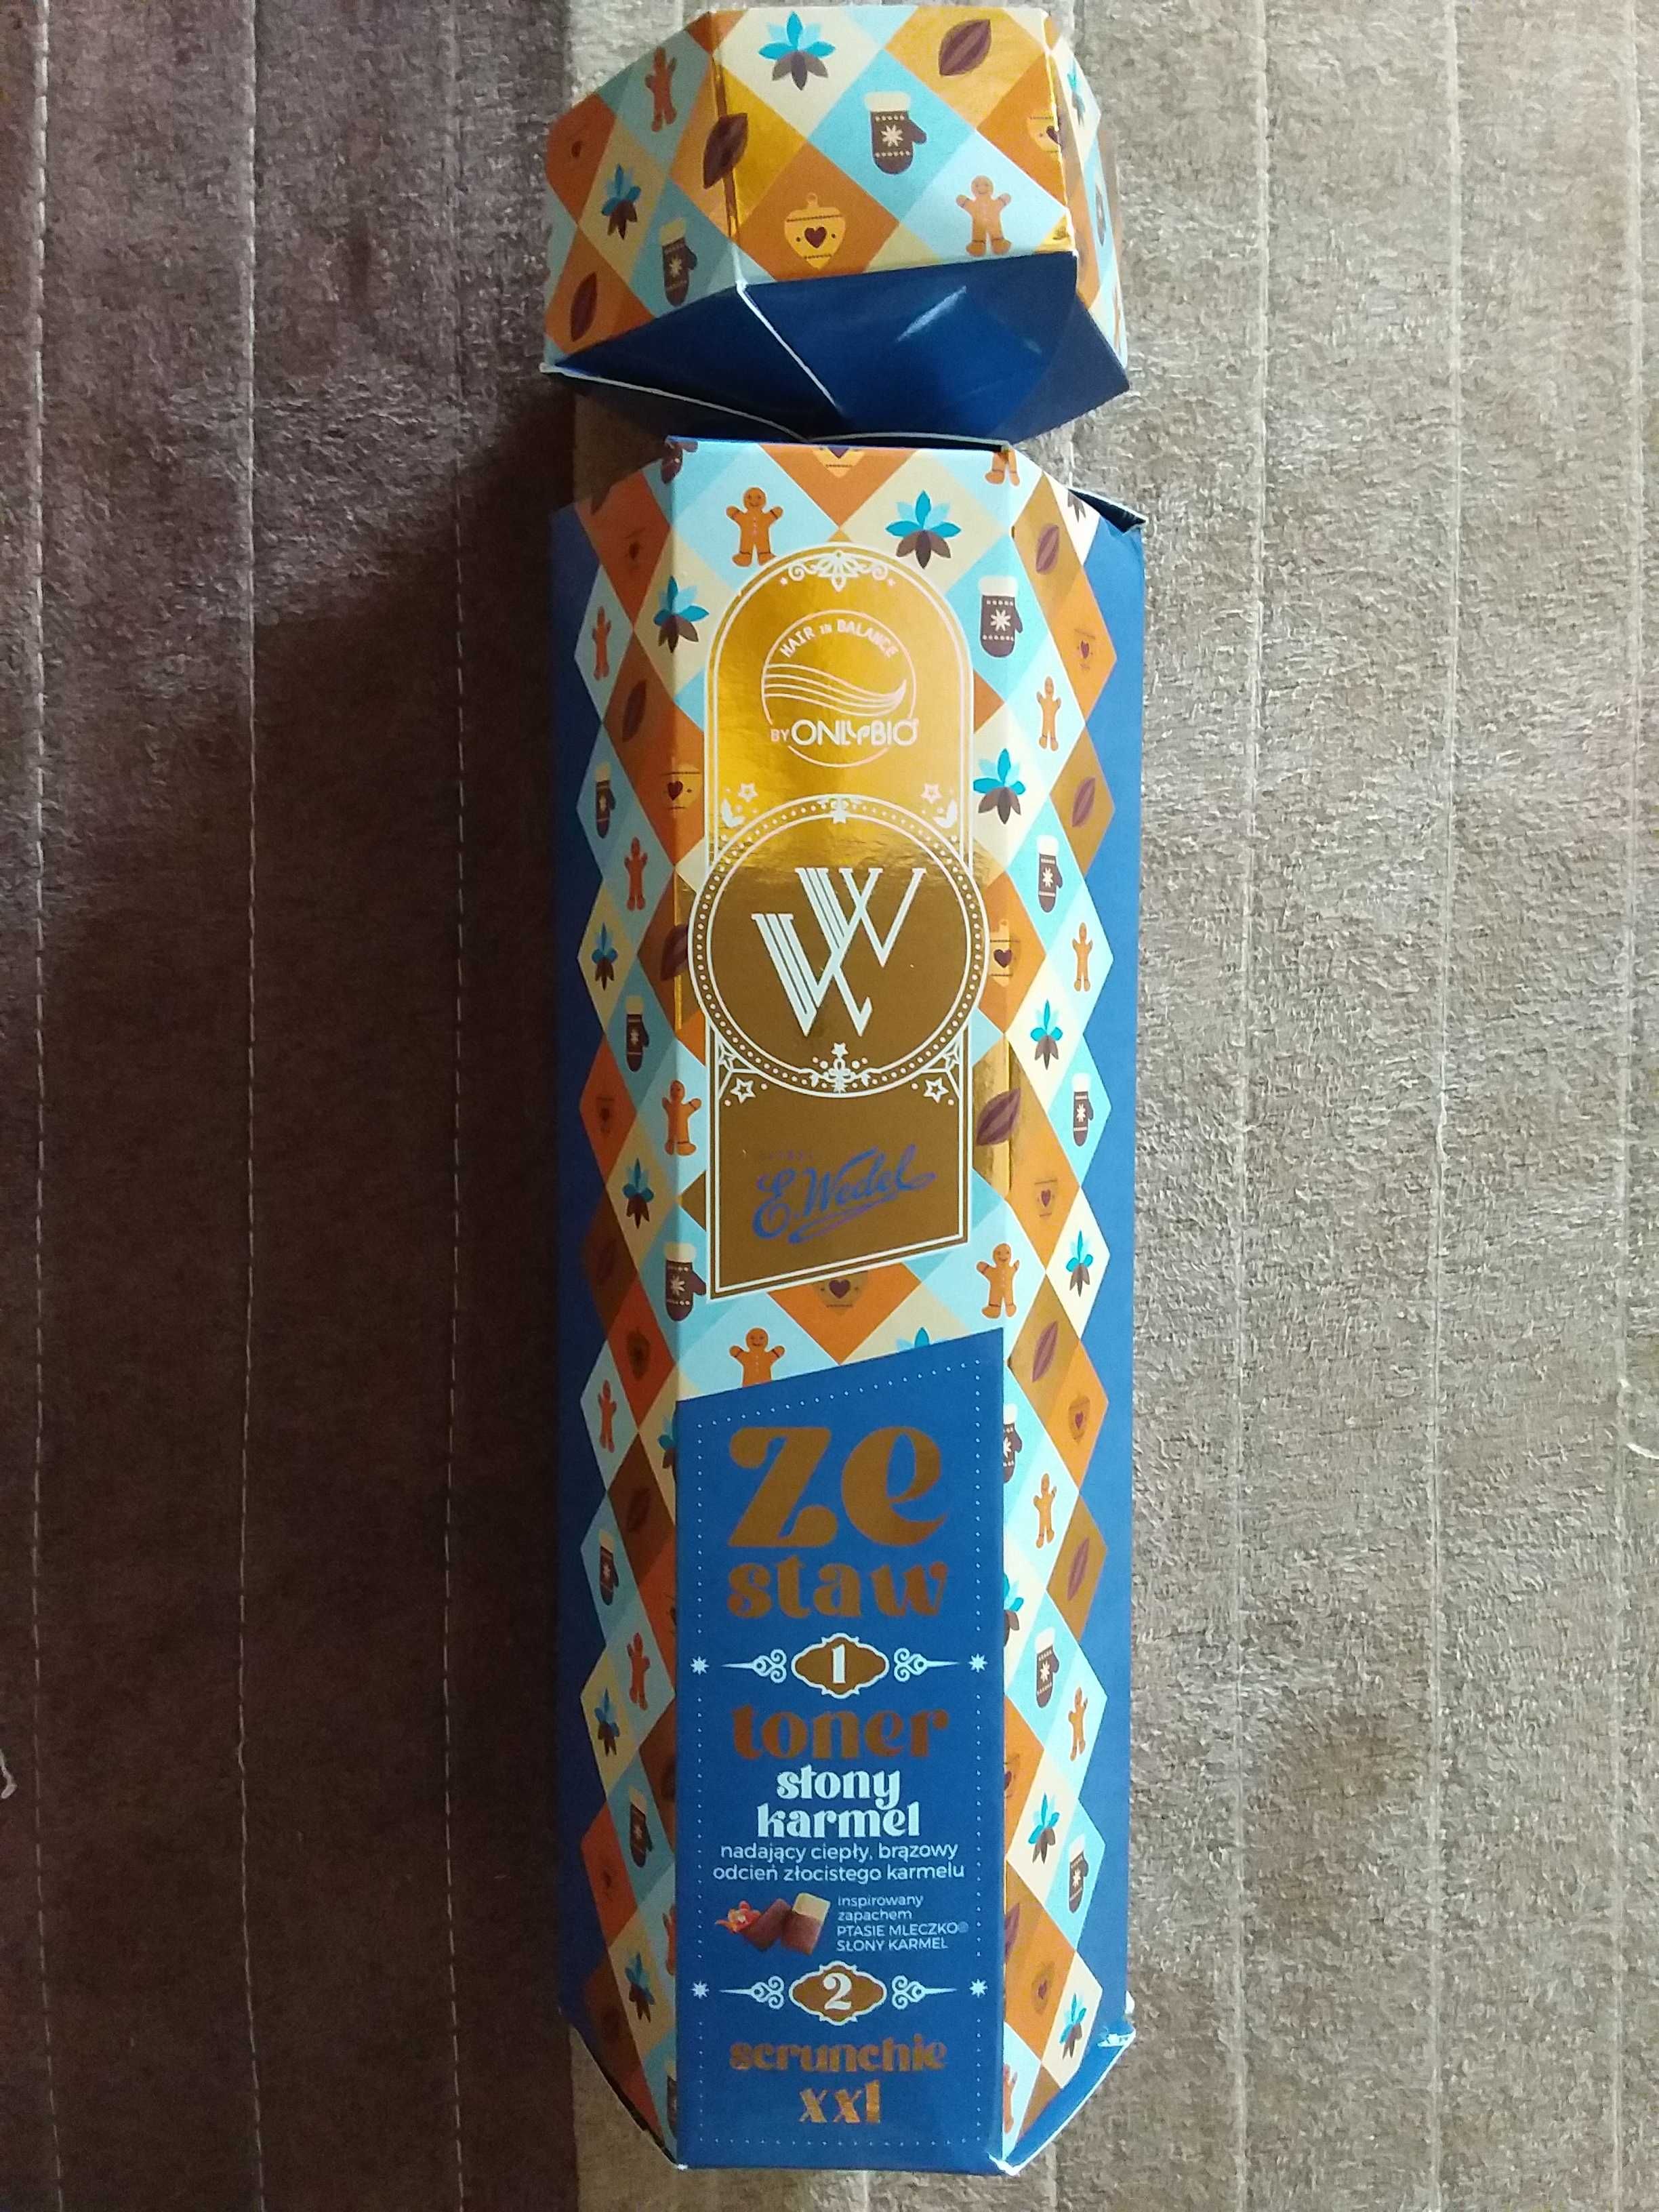 HAIR IN BALANCE
BY ONLYBIO
W
E.Wedel
ze
staw
1
toner
słony
karmel
nadający ciepły, brązowy
odcień złocistego karmelu
inspirowany
zapachem
PTASIE MLECZKO®
SŁONY KARMEL
2
scrunchie
xxl